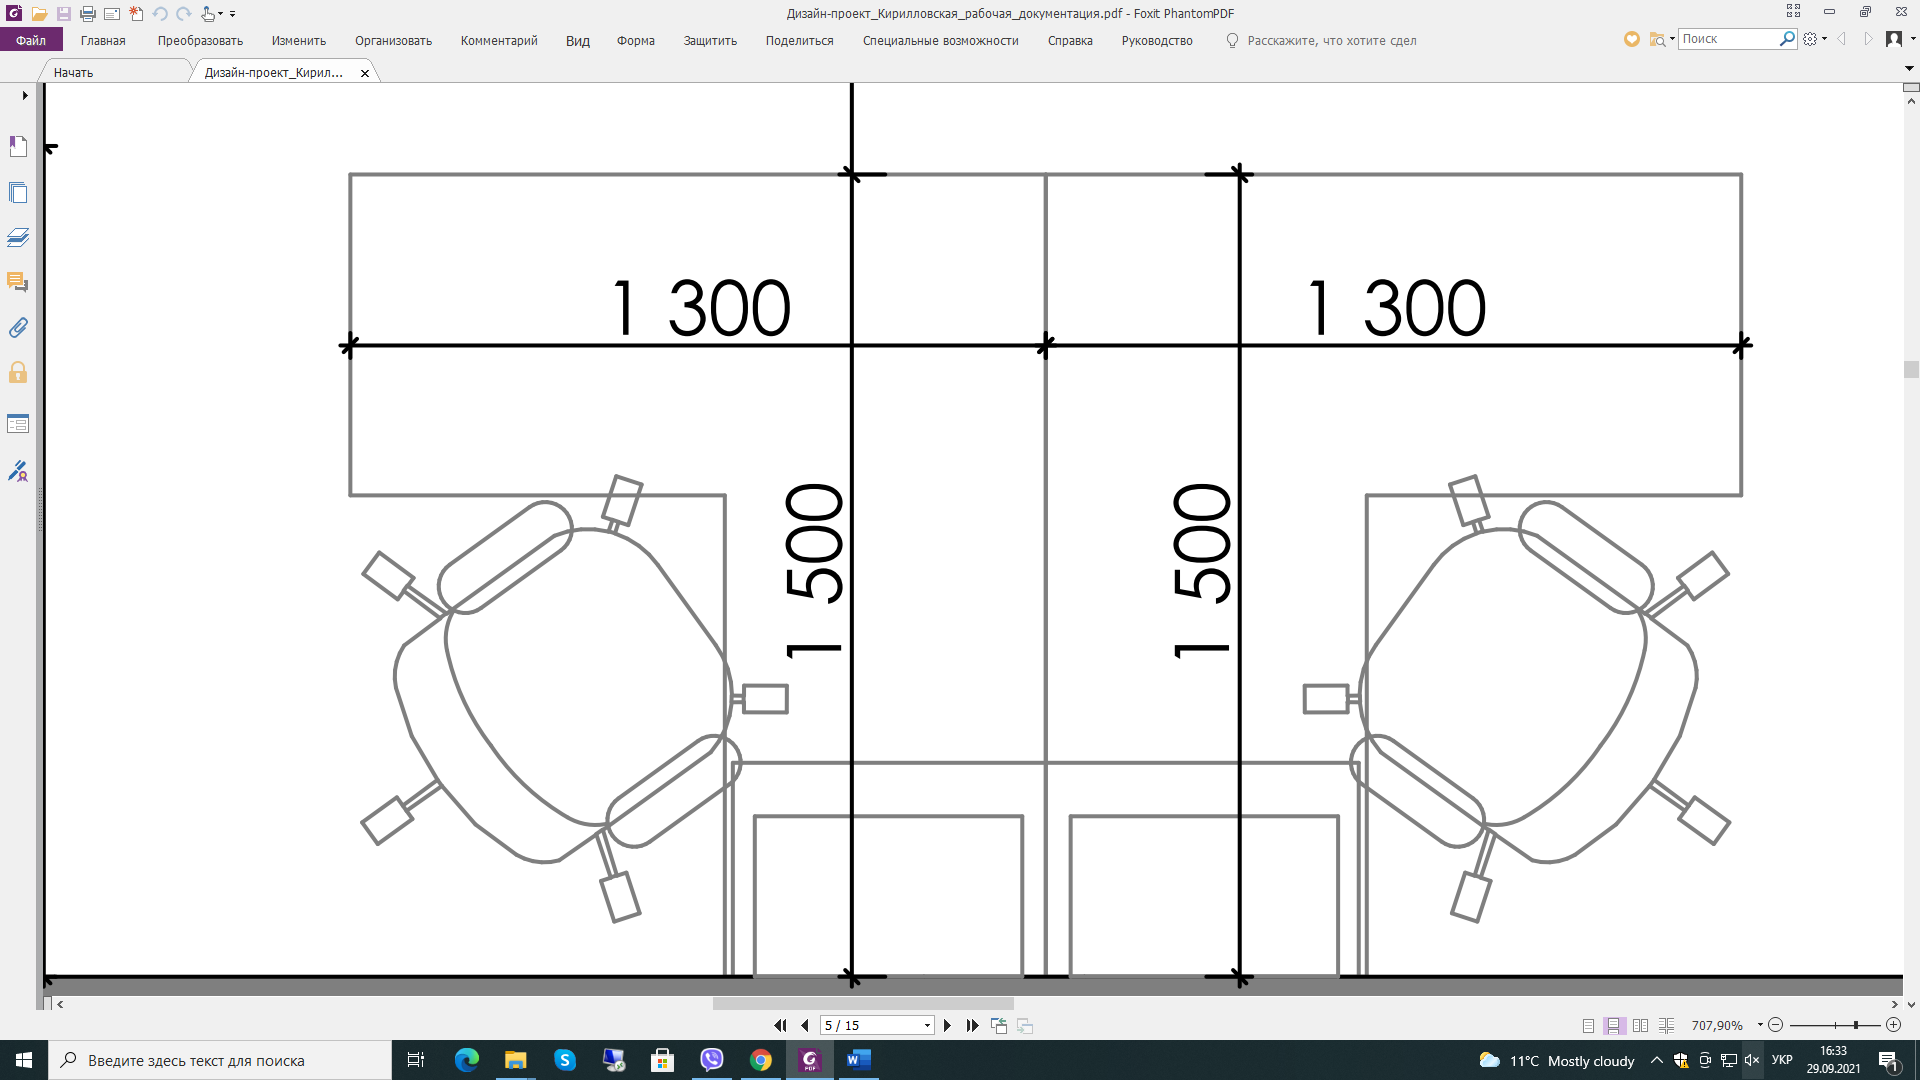 Дизайн-проект_Кирилловская_рабочая_документация.pdf - Foxit PhantomPDF
Файл Главная Преобразовать Изменить Организовать Комментарий Вид Форма Защитить Поделиться Специальные возможности Справка Руководство Расскажите, что хотите сдел Поиск
Начать Дизайн-проект_Кирил...
1 300 1 300
1 500 1 500
5 / 15 707,90%
Введите здесь текст для поиска 11°C Mostly cloudy УКР 16:33
29.09.2021 1